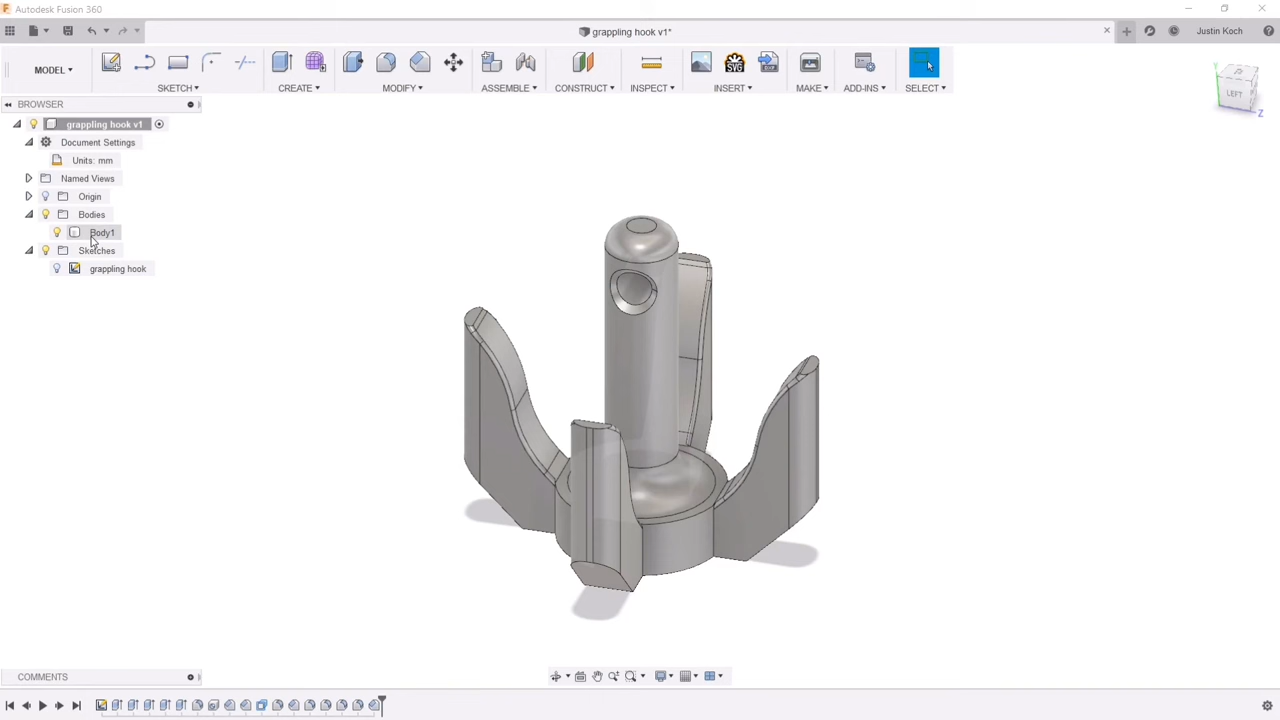 Autodesk Fusion 360
grappling hook v1*
Justin Koch
MODEL
SKETCH
CREATE
MODIFY
ASSEMBLE
CONSTRUCT
INSPECT
INSERT
MAKE
ADD-INS
SELECT
SVG
DXF
LEFT
Y
Z
BROWSER
grappling hook v1
Document Settings
Units: mm
Named Views
Origin
Bodies
Body1
Sketches
grappling hook
COMMENTS